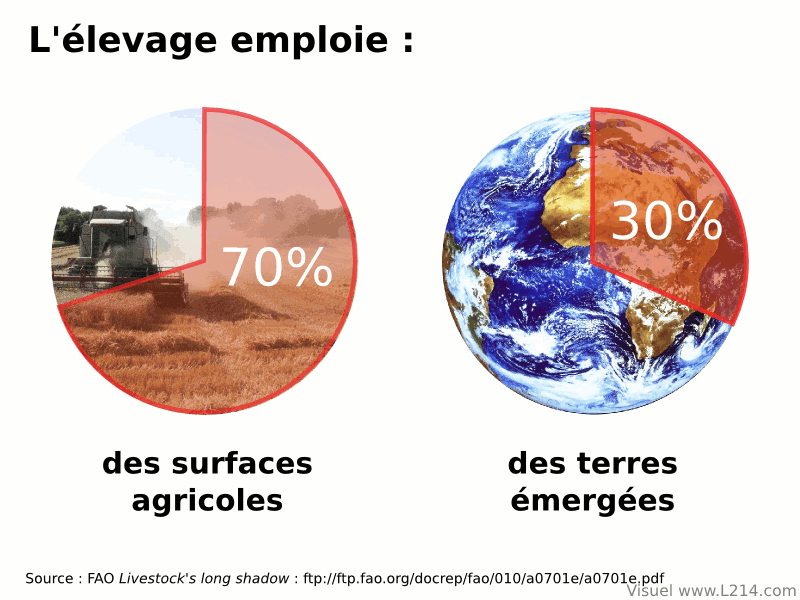 L'élevage emploie :
70%
30%
des surfaces
agricoles
des terres
émergées
Source : FAO Livestock's long shadow : ftp://ftp.fao.org/docrep/fao/010/a0701e/a0701e.pdf
Visuel www.L214.com